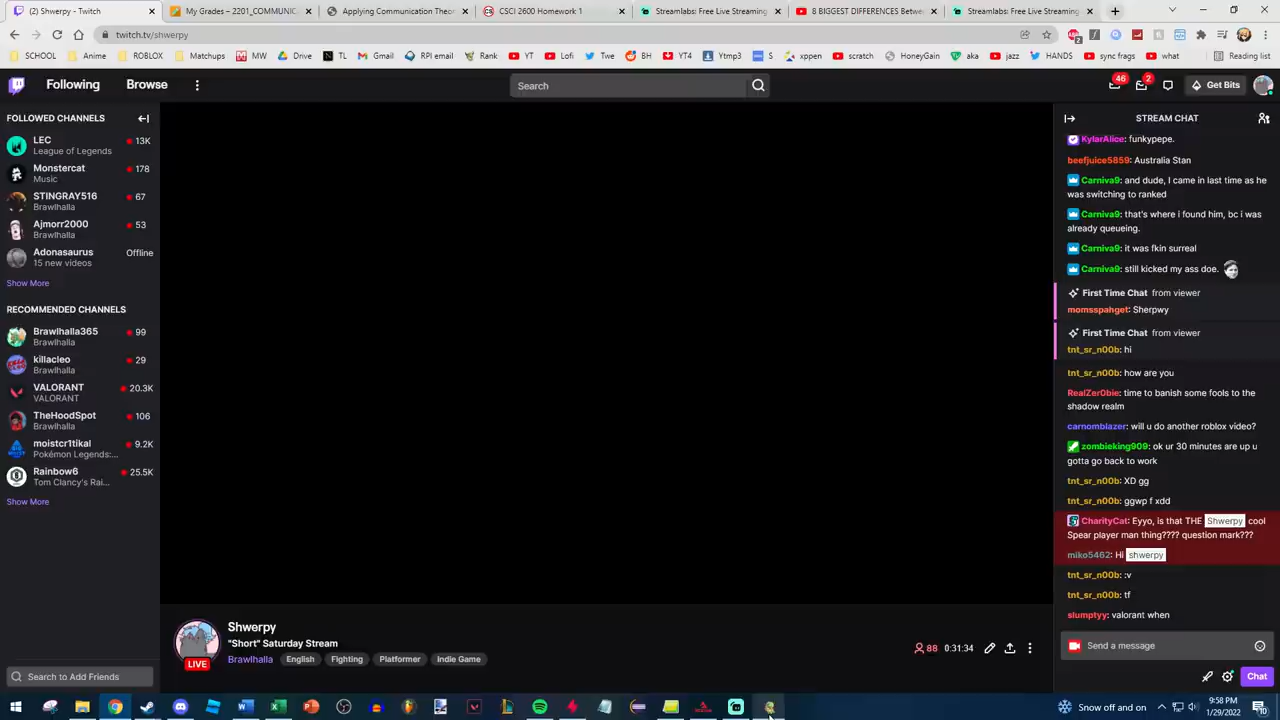 (2) Shwerpy - Twitch
My Grades – 2201_COMMUNIC
Applying Communication Theor
CSCI 2600 Homework 1
Streamlabs: Free Live Streaming
8 BIGGEST DIFFERENCES Betwe
Streamlabs: Free Live Streaming
twitch.tv/shwerpy
SCHOOL
Anime
ROBLOX
Matchups
MW
Drive
TL
Gmail
RPI email
Rank
YT
Lofi
Twe
BH
YT4
Ytmp3
S
xppen
scratch
HoneyGain
aka
jazz
HANDS
sync frags
what
Reading list
Following
Browse
Search
46
2
Get Bits
FOLLOWED CHANNELS
LEC
13K
League of Legends
Monstercat
178
Music
STINGRAY516
67
Brawlhalla
Ajmorr2000
53
Brawlhalla
Adonasaurus
Offline
15 new videos
Show More
RECOMMENDED CHANNELS
Brawlhalla365
99
Brawlhalla
killacleo
29
Brawlhalla
VALORANT
20.3K
VALORANT
TheHoodSpot
106
Brawlhalla
moistcr1tikal
9.2K
Pokémon Legends:...
Rainbow6
25.5K
Tom Clancy's Rai...
Show More
Search to Add Friends
LIVE
Shwerpy
"Short" Saturday Stream
Brawlhalla
English
Fighting
Platformer
Indie Game
88
0:31:34
STREAM CHAT
KylarAlice: funkypepe.
beefjuice5859: Australia Stan
Carniva9: and dude, I came in last time as he
was switching to ranked
Carniva9: that's where i found him, bc i was
already queueing.
Carniva9: it was fkin surreal
Carniva9: still kicked my ass doe.
First Time Chat from viewer
momsspahget: Sherpwy
First Time Chat from viewer
tnt_sr_n00b: hi
tnt_sr_n00b: how are you
RealZer0bie: time to banish some fools to the
shadow realm
carnomblazer: will u do another roblox video?
zombieking909: ok ur 30 minutes are up u
gotta go back to work
tnt_sr_n00b: XD gg
tnt_sr_n00b: ggwp f xdd
CharityCat: Eyyo, is that THE Shwerpy cool
Spear player man thing???? question mark???
miko5462: Hi shwerpy
tnt_sr_n00b: :v
tnt_sr_n00b: tf
slumptyy: valorant when
Send a message
Chat
Snow off and on
9:58 PM
1/29/2022